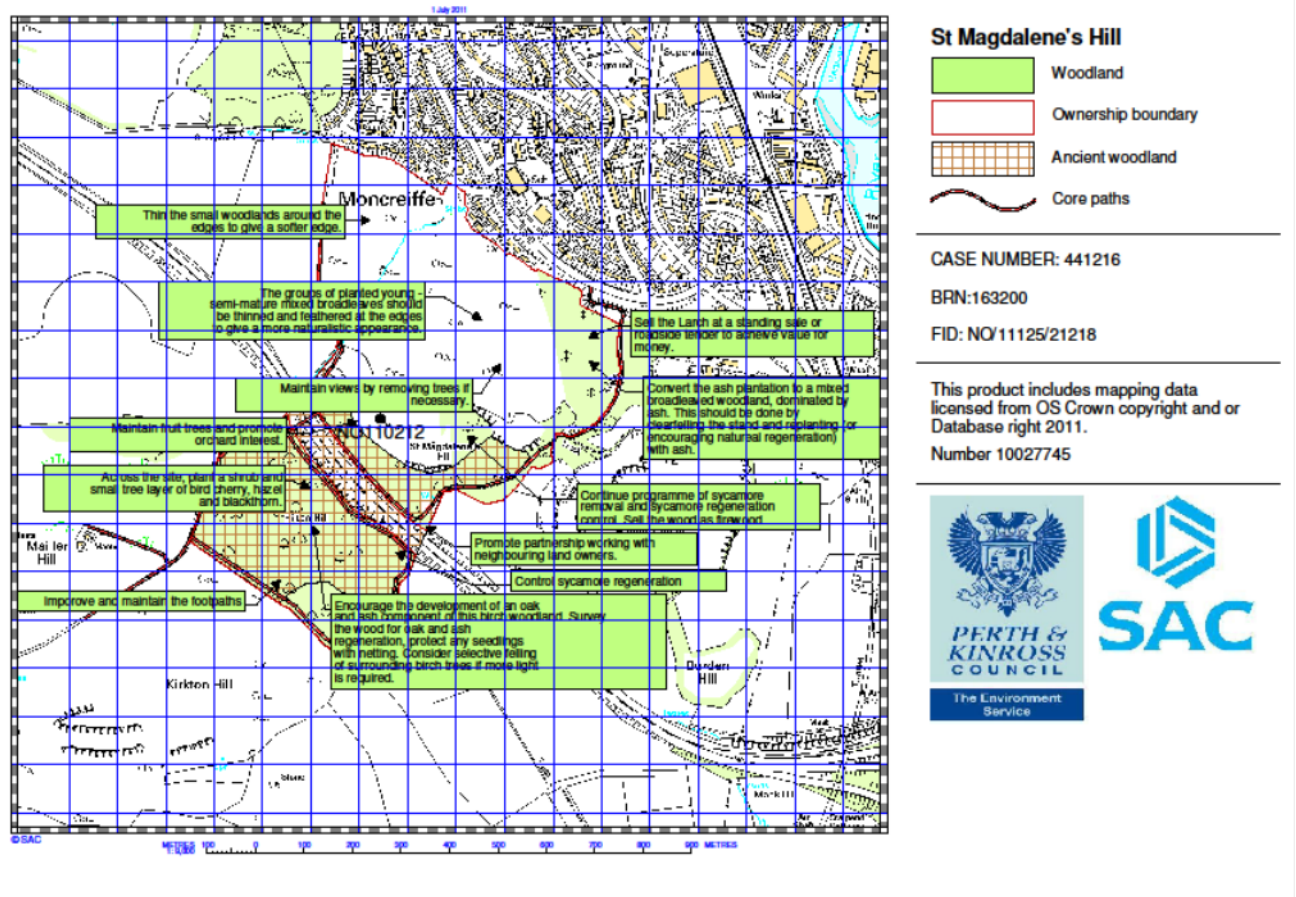 1 July 2011
St Magdalene's Hill
Woodland
Ownership boundary
Ancient woodland
Core paths
CASE NUMBER: 441216
BRN:163200
FID: NO/11125/21218
This product includes mapping data
licensed from OS Crown copyright and or
Database right 2011.
Number 10027745
PERTH &
KINROSS
COUNCIL
The Environment
Service
SAC
Moncreiffe
Thin the small woodlands around the
edges to give a softer edge.
The groups of planted young -
semi-mature mixed broadleaves should
be thinned and feathered at the edges
to give a more naturalistic appearance.
Sell the Larch at a standing sale or
roadside tender to acheive value for
money.
Maintain views by removing trees if
necessary.
Convert the ash plantation to a mixed
broadleaved woodland, dominated by
ash. This should be done by
clearfelling the stand and replanting (or
encouraging natureal regeneration)
with ash.
Maintain fruit trees and promote
orchard interest.
NO110212
St Magdalene's
Hill
Across the site, plant a shrub and
small tree layer of bird cherry, hazel
and blackthorn.
Continue programme of sycamore
removal and sycamore regeneration
control. Sell the wood as firewood
Mailer
Hill
Promote partnership working with
neighbouring land owners.
Control sycamore regeneration
Imporove and maintain the footpaths
Encourage the development of an oak
and ash component of this birch woodland. Survey
the wood for oak and ash
regeneration, protect any seedlings
with netting. Consider selective felling
of surrounding birch trees if more light
is required.
Kirkton Hill
Hill
©SAC
METRES 100 0 100 200 300 400 500 600 700 800 900 METRES